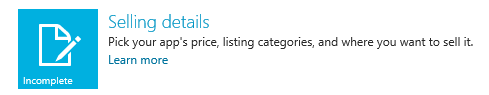 Selling details
Pick your app's price, listing categories, and where you want to sell it.
Learn more
Incomplete